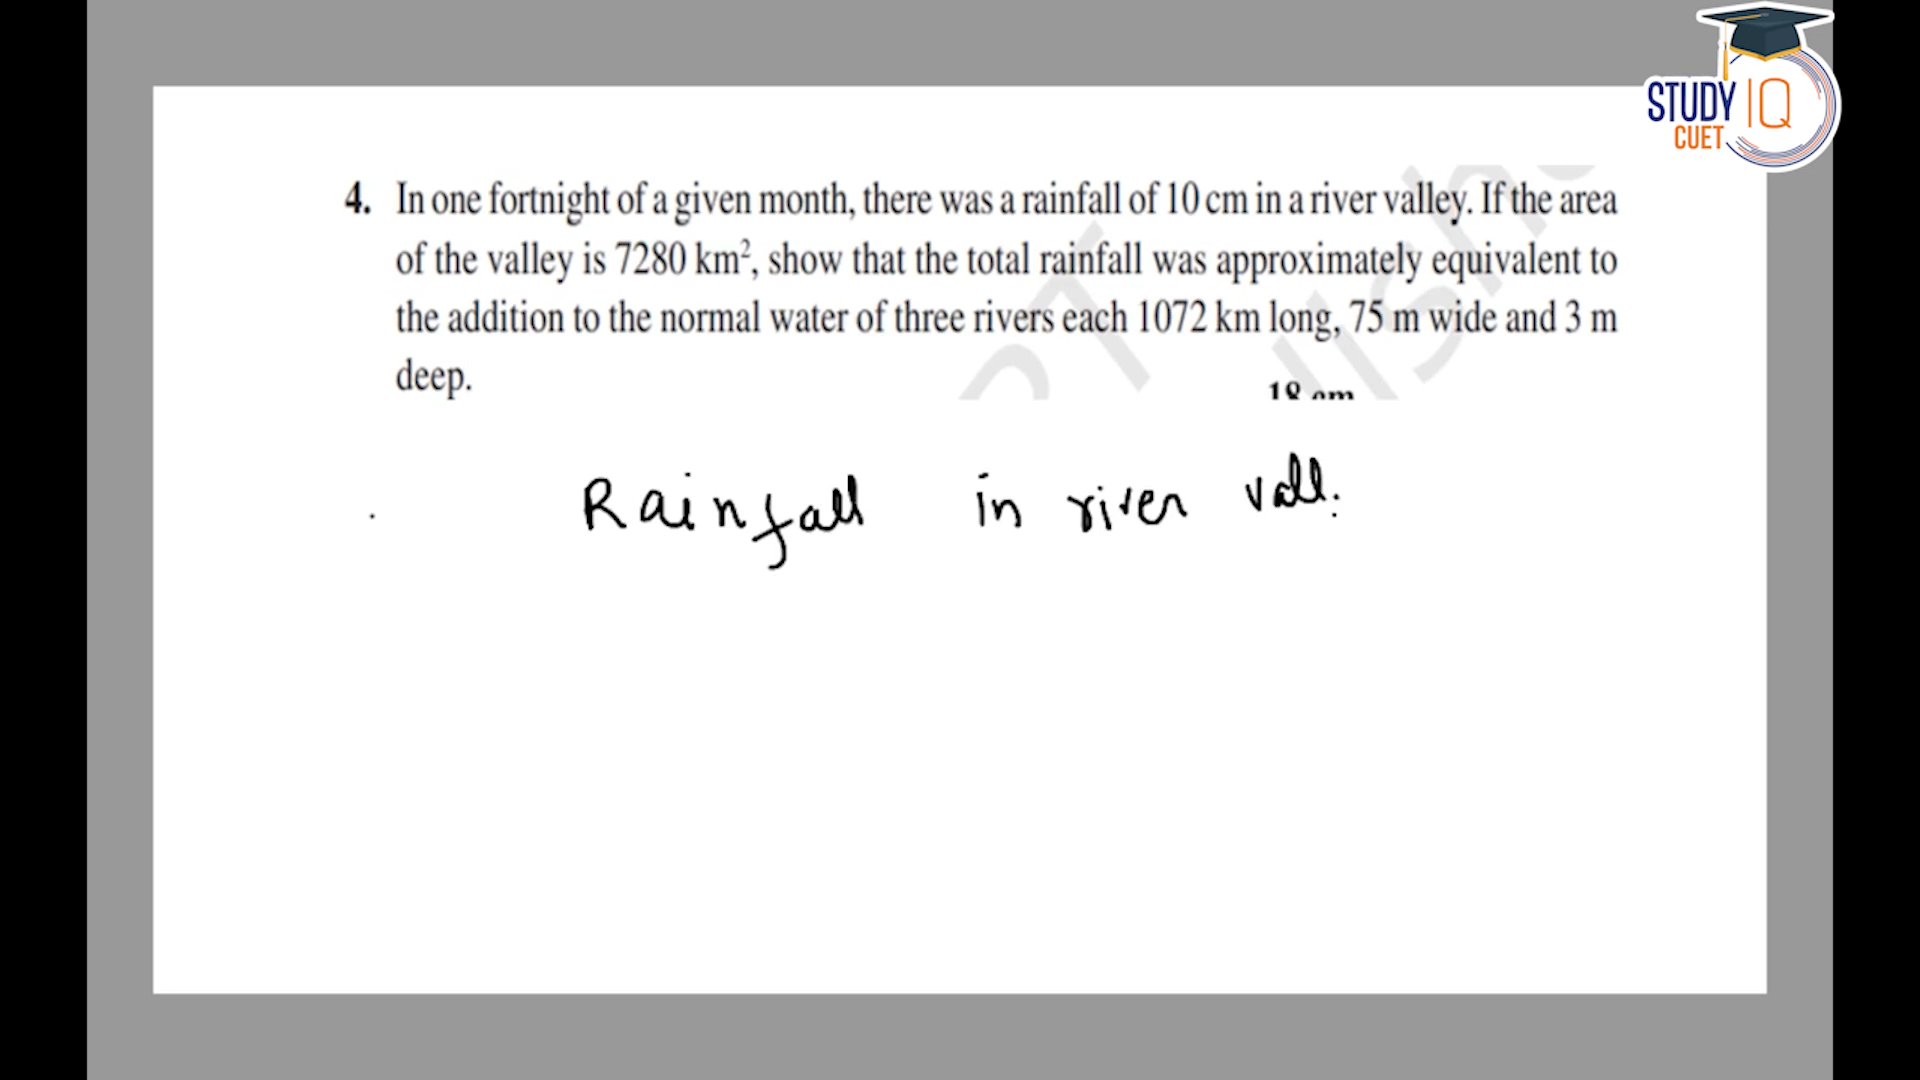 STUDY IQ
CUET
4. In one fortnight of a given month, there was a rainfall of 10 cm in a river valley. If the area
of the valley is 7280 km², show that the total rainfall was approximately equivalent to
the addition to the normal water of three rivers each 1072 km long, 75 m wide and 3 m
deep.
18 cm
Rainfall in river vall.